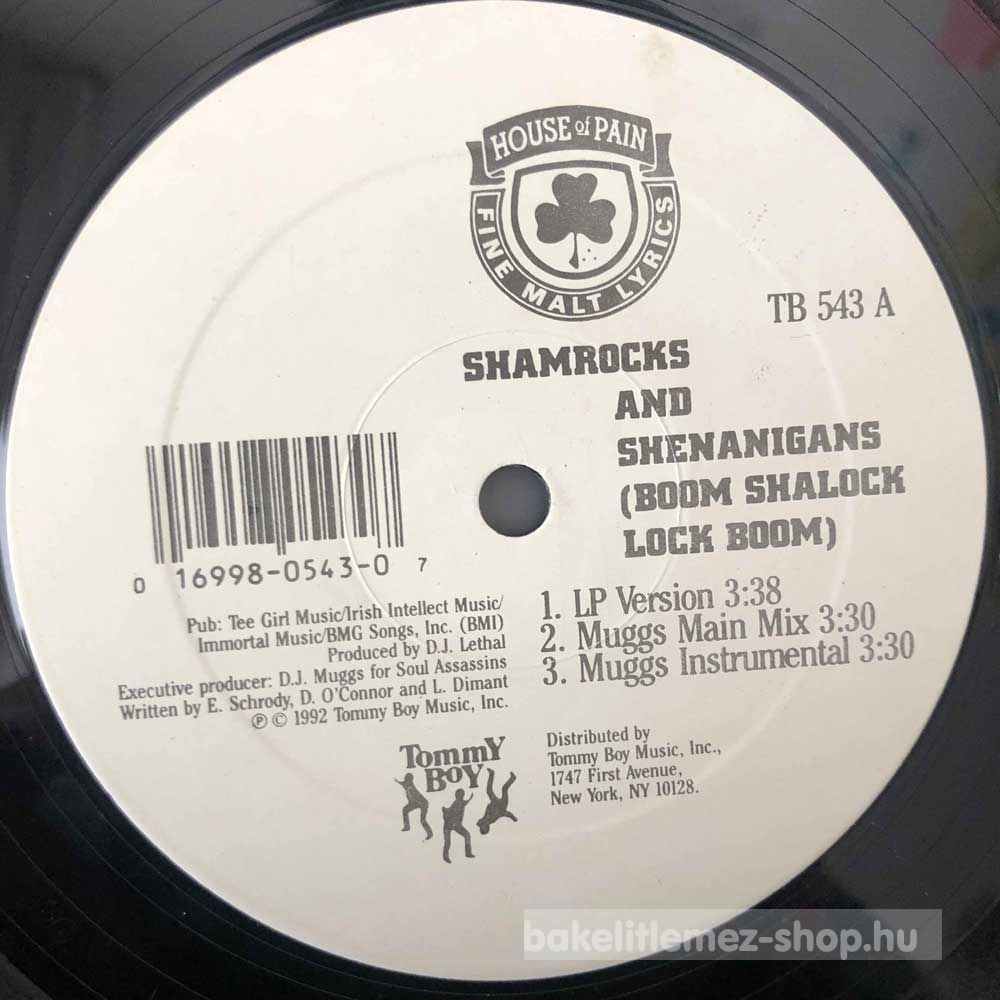 HOUSE of PAIN
FINE MALT LYRICS
TB 543 A
SHAMROCKS
AND
SHENANIGANS
(BOOM SHALOCK
LOCK BOOM)
0 16998-0543-0 7
1. LP Version 3:38
2. Muggs Main Mix 3:30
3. Muggs Instrumental 3:30
Pub: Tee Girl Music/Irish Intellect Music/
Immortal Music/BMG Songs, Inc. (BMI)
Produced by D.J. Lethal
Executive producer: D.J. Muggs for Soul Assassins
Written by E. Schrody, D. O'Connor and L. Dimant
℗ © 1992 Tommy Boy Music, Inc.
Tommy
Boy
Distributed by
Tommy Boy Music, Inc.,
1747 First Avenue,
New York, NY 10128.
bakelitlemez-shop.hu